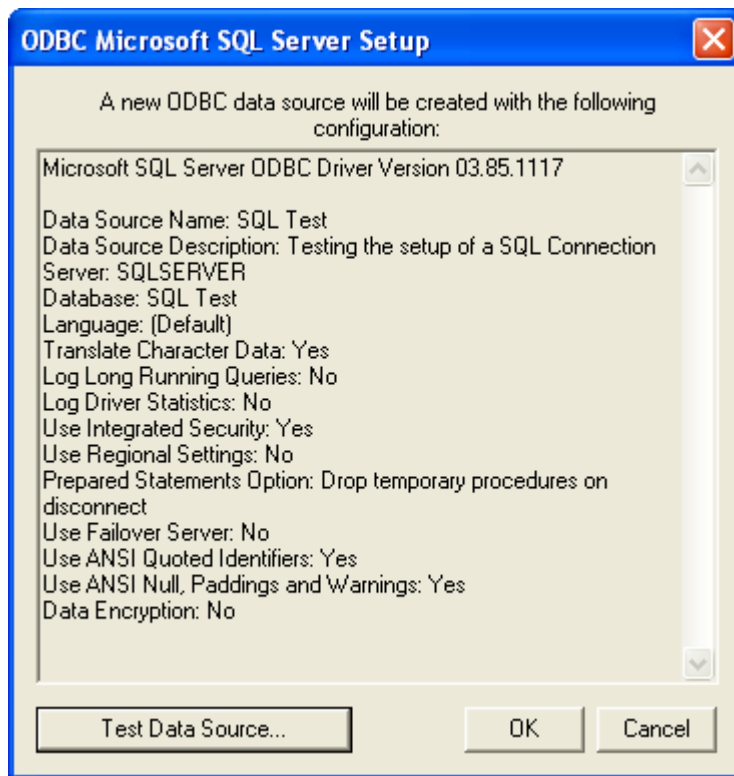 ODBC Microsoft SQL Server Setup
A new ODBC data source will be created with the following
configuration:
Microsoft SQL Server ODBC Driver Version 03.85.1117
Data Source Name: SQL Test
Data Source Description: Testing the setup of a SQL Connection
Server: SQLSERVER
Database: SQL Test
Language: (Default)
Translate Character Data: Yes
Log Long Running Queries: No
Log Driver Statistics: No
Use Integrated Security: Yes
Use Regional Settings: No
Prepared Statements Option: Drop temporary procedures on
disconnect
Use Failover Server: No
Use ANSI Quoted Identifiers: Yes
Use ANSI Null, Paddings and Warnings: Yes
Data Encryption: No
Test Data Source...
OK
Cancel